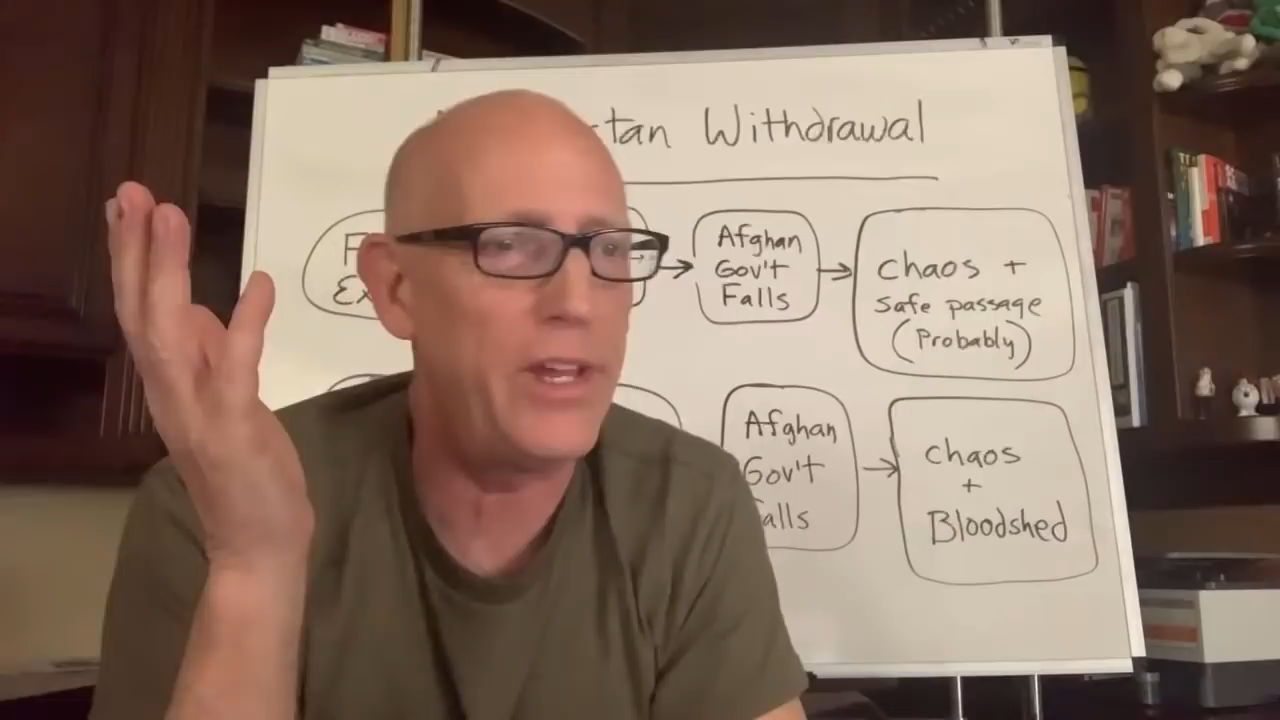 tan Withdrawal
Afghan
Gov't
Falls
chaos +
Safe passage
(Probably)
Afghan
Gov't
alls
chaos
+
Bloodshed